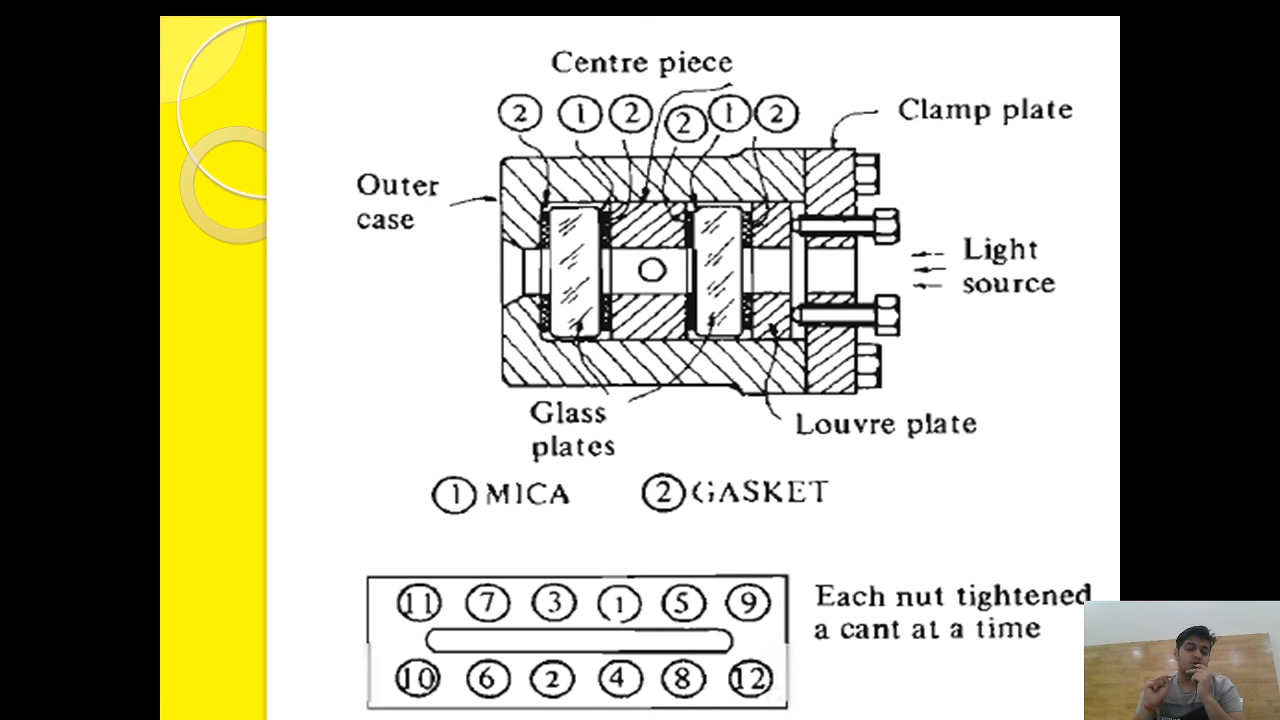 Centre piece
2 1 2 2 1 2
Clamp plate
Outer
case
Light
source
Glass
plates
Louvre plate
1 MICA 2 GASKET
11 7 3 1 5 9
10 6 2 4 8 12
Each nut tightened
a cant at a time